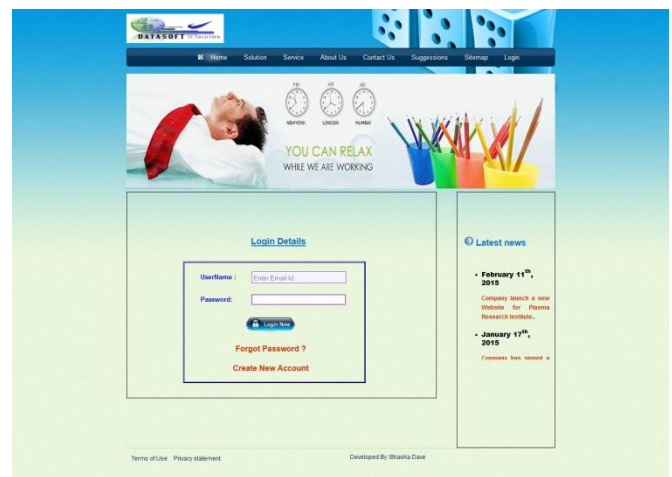 DATASOFT IT SOLUTION
Home Solution Service About Us Contact Us Suggessions Sitemap Login
NEWYORK LONDON MUMBAI
YOU CAN RELAX
WHILE WE ARE WORKING
Login Details
UserName :
Enter Email Id
Password:
Login Now
Forgot Password ?
Create New Account
Latest news
• February 11th,
2015
Company launch a new
Website for Plasma
Research Institute..
• January 17th,
2015
Company has signed a
Terms of Use Privacy statement
Developed By: Bhavika Dave